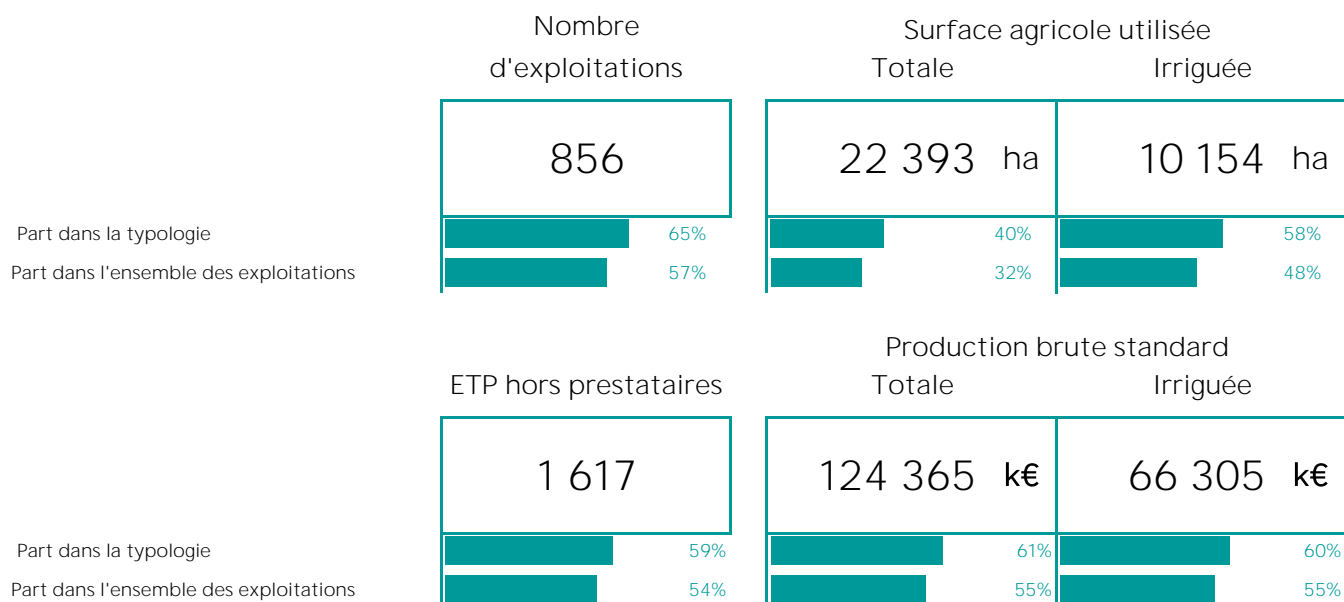 Nombre
d'exploitations
Surface agricole utilisée
Totale Irriguée
856 22 393 ha 10 154 ha
Part dans la typologie 65% 40% 58%
Part dans l'ensemble des exploitations 57% 32% 48%
Production brute standard
ETP hors prestataires Totale Irriguée
1 617 124 365 k€ 66 305 k€
Part dans la typologie 59% 61% 60%
Part dans l'ensemble des exploitations 54% 55% 55%